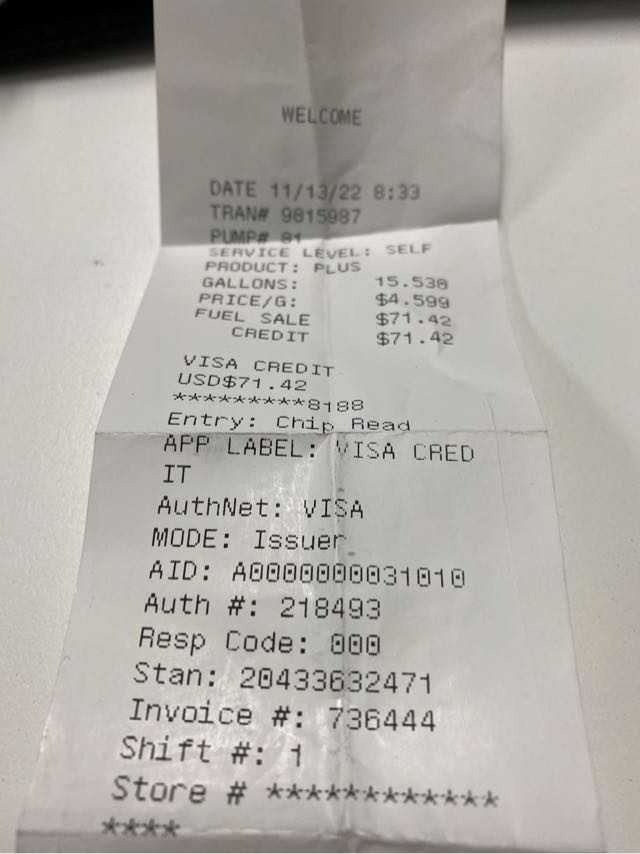 WELCOME
DATE 11/13/22 8:33
TRAN# 9815987
PUMP# 01
SERVICE LEVEL: SELF
PRODUCT: PLUS
GALLONS: 15.530
PRICE/G: $4.599
FUEL SALE $71.42
CREDIT $71.42
VISA CREDIT
USD$71.42
*********8188
Entry: Chip Read
APP LABEL: VISA CRED
IT
AuthNet: VISA
MODE: Issuer
AID: A0000000031010
Auth #: 218493
Resp Code: 000
Stan: 20433632471
Invoice #: 736444
Shift #: 1
Store # ************
****